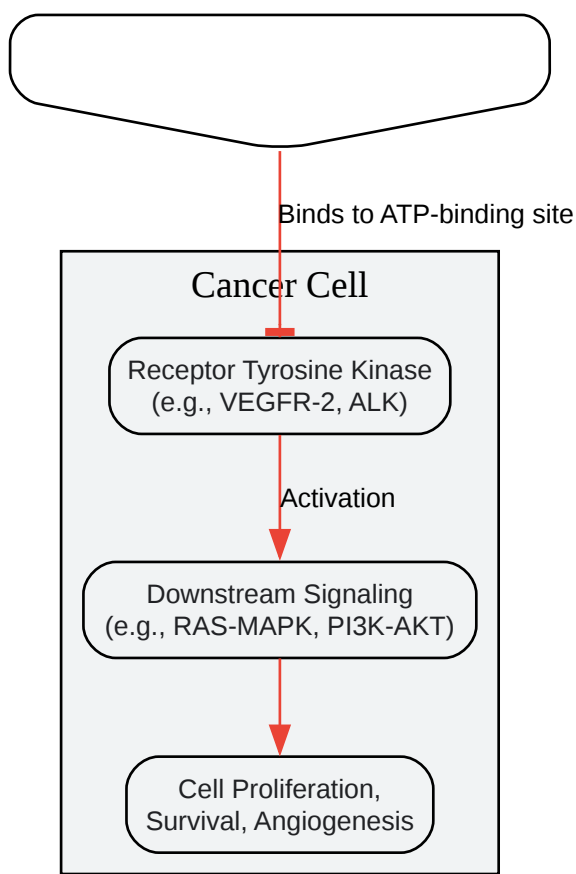 Binds to ATP-binding site
Cancer Cell
Receptor Tyrosine Kinase
(e.g., VEGFR-2, ALK)
Activation
Downstream Signaling
(e.g., RAS-MAPK, PI3K-AKT)
Cell Proliferation,
Survival, Angiogenesis